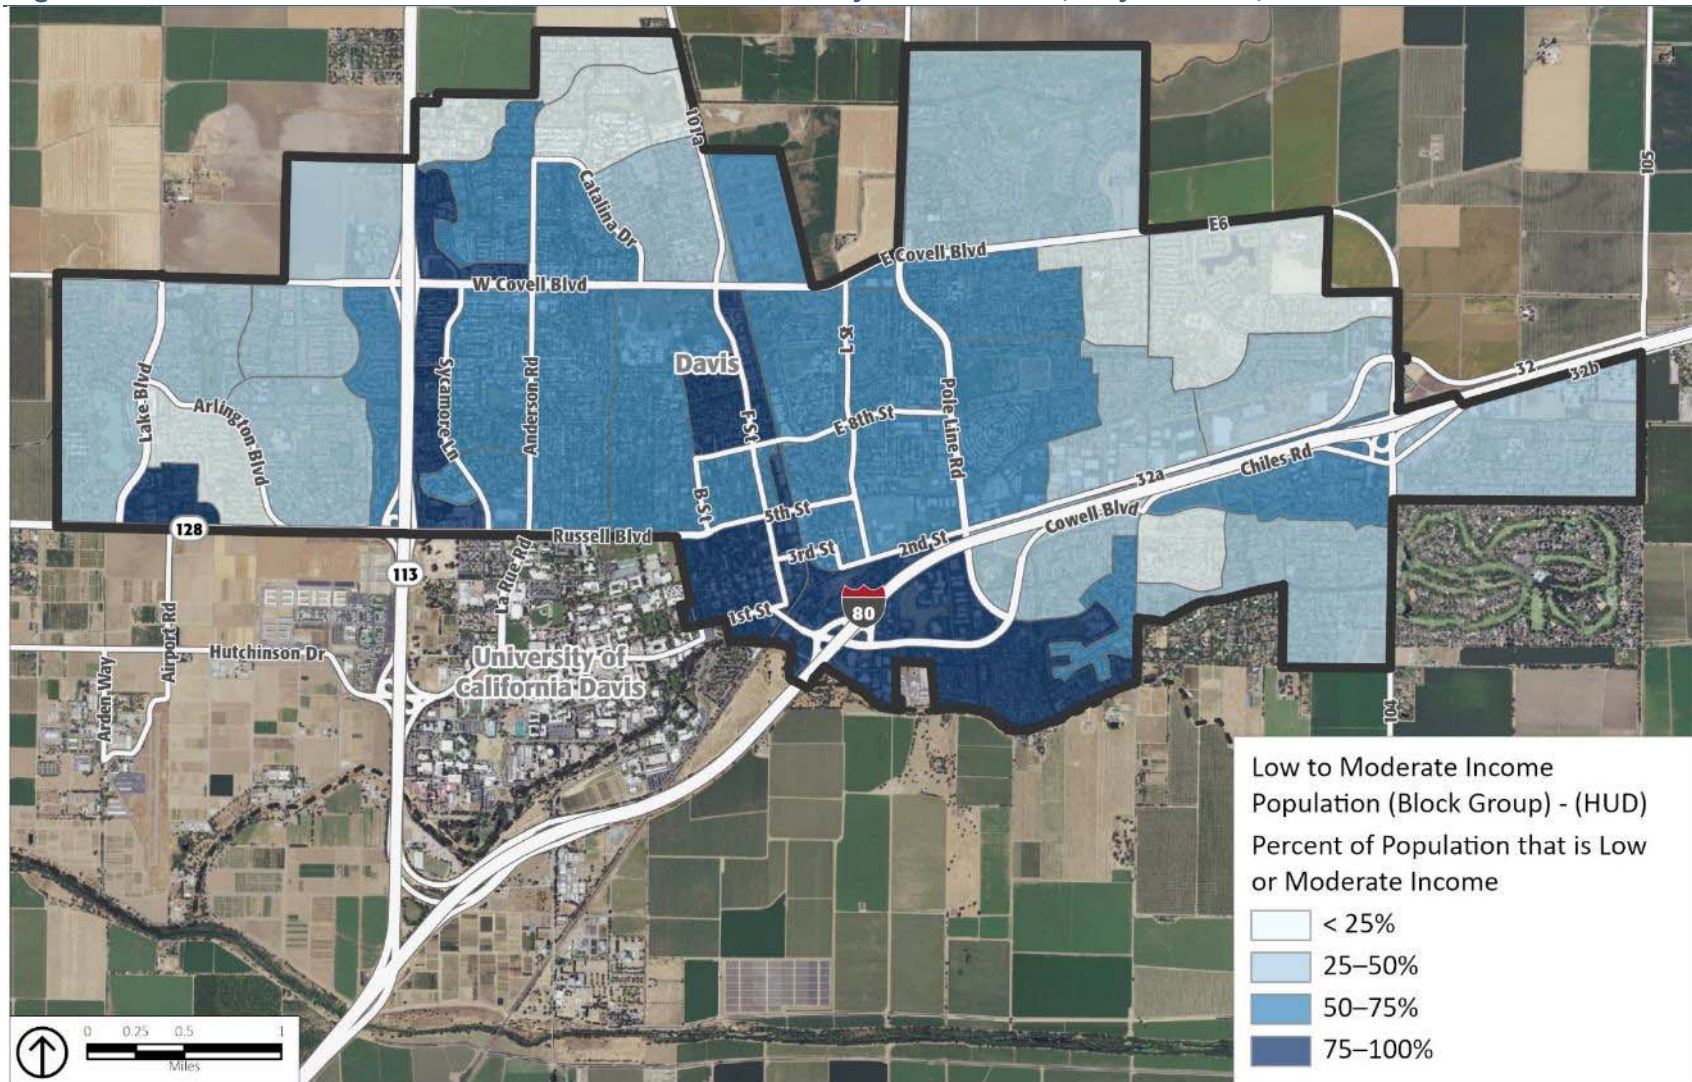 101a
105
Catalina Dr
E6
E Covell Blvd
W Covell Blvd
L St
Davis
32
32b
Lake Blvd
Arlington Blvd
Sycamore Ln
Anderson Rd
F St
E 8th St
Pole Line Rd
Chiles Rd
32a
B St
5th St
Cowell Blvd
128
Russell Blvd
3rd St
2nd St
113
La Rue Rd
80
1st St
Airport Rd
Hutchinson Dr
University of
California Davis
Arden Way
104
Low to Moderate Income
Population (Block Group) - (HUD)
Percent of Population that is Low
or Moderate Income
< 25%
25–50%
50–75%
75–100%
0 0.25 0.5 1
Miles